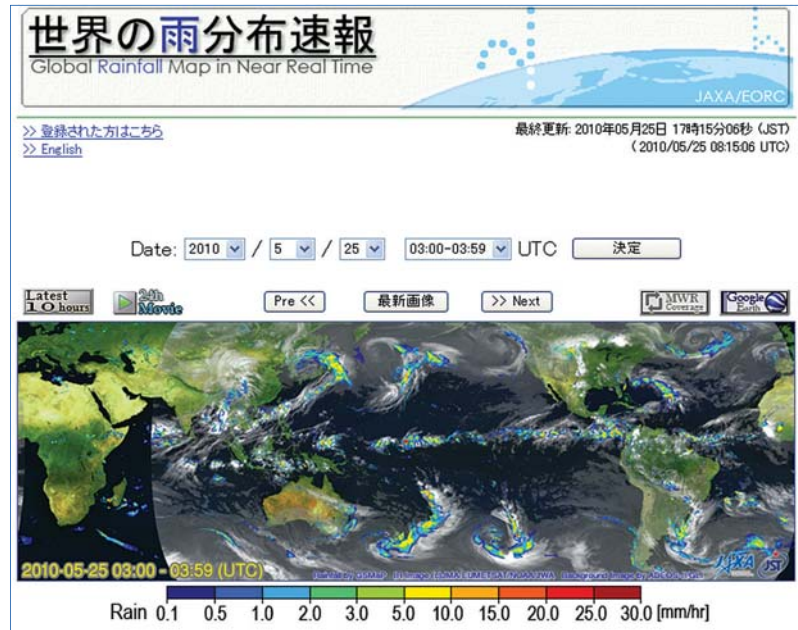 世界の雨分布速報
Global Rainfall Map in Near Real Time
JAXA/EORC
>> 登録された方はこちら
>> English
最終更新: 2010年05月25日 17時15分06秒 (JST)
( 2010/05/25 08:15:06 UTC)
Date: 2010 / 5 / 25 03:00-03:59 UTC 決定
Latest 10 hours
24h Movie
Pre <<
最新画像
>> Next
MWR Coverage
Google Earth
2010-05-25 03:00 - 03:59 (UTC)
Rainfall by GSMaP
JAXA
JST
Rain 0.1 0.5 1.0 2.0 3.0 5.0 10.0 15.0 20.0 25.0 30.0 [mm/hr]